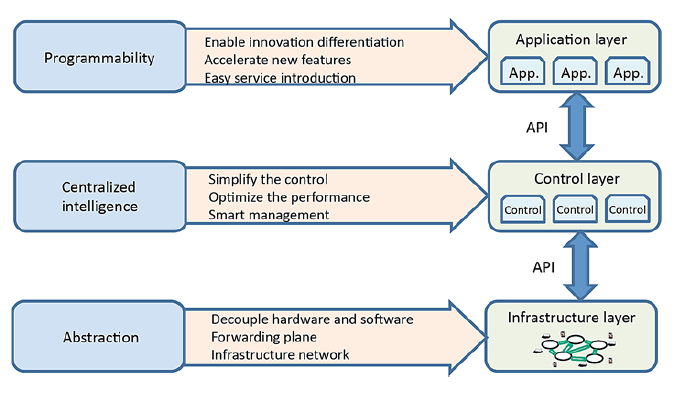 Programmability
Enable innovation differentiation
Accelerate new features
Easy service introduction
Application layer
App.
App.
App.
API
Centralized
intelligence
Simplify the control
Optimize the performance
Smart management
Control layer
Control
Control
Control
API
Abstraction
Decouple hardware and software
Forwarding plane
Infrastructure network
Infrastructure layer